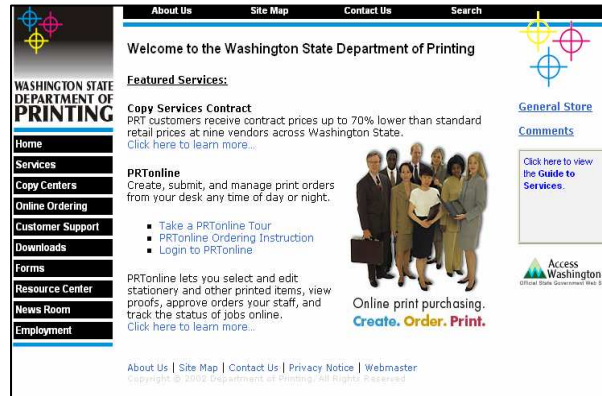 About Us Site Map Contact Us Search
WASHINGTON STATE
DEPARTMENT OF
PRINTING
Home
Services
Copy Centers
Online Ordering
Customer Support
Downloads
Forms
Resource Center
News Room
Employment
Welcome to the Washington State Department of Printing
Featured Services:
Copy Services Contract
PRT customers receive contract prices up to 70% lower than standard
retail prices at nine vendors across Washington State.
Click here to learn more...
PRTonline
Create, submit, and manage print orders
from your desk any time of day or night.
Take a PRTonline Tour
PRTonline Ordering Instruction
Login to PRTonline
PRTonline lets you select and edit
stationery and other printed items, view
proofs, approve orders your staff, and
track the status of jobs online.
Click here to learn more...
Online print purchasing.
Create. Order. Print.
General Store
Comments
Click here to view
the Guide to
Services.
Access
Washington
Official State Government Web S
About Us | Site Map | Contact Us | Privacy Notice | Webmaster
Copyright © 2002 Department of Printing. All Rights Reserved